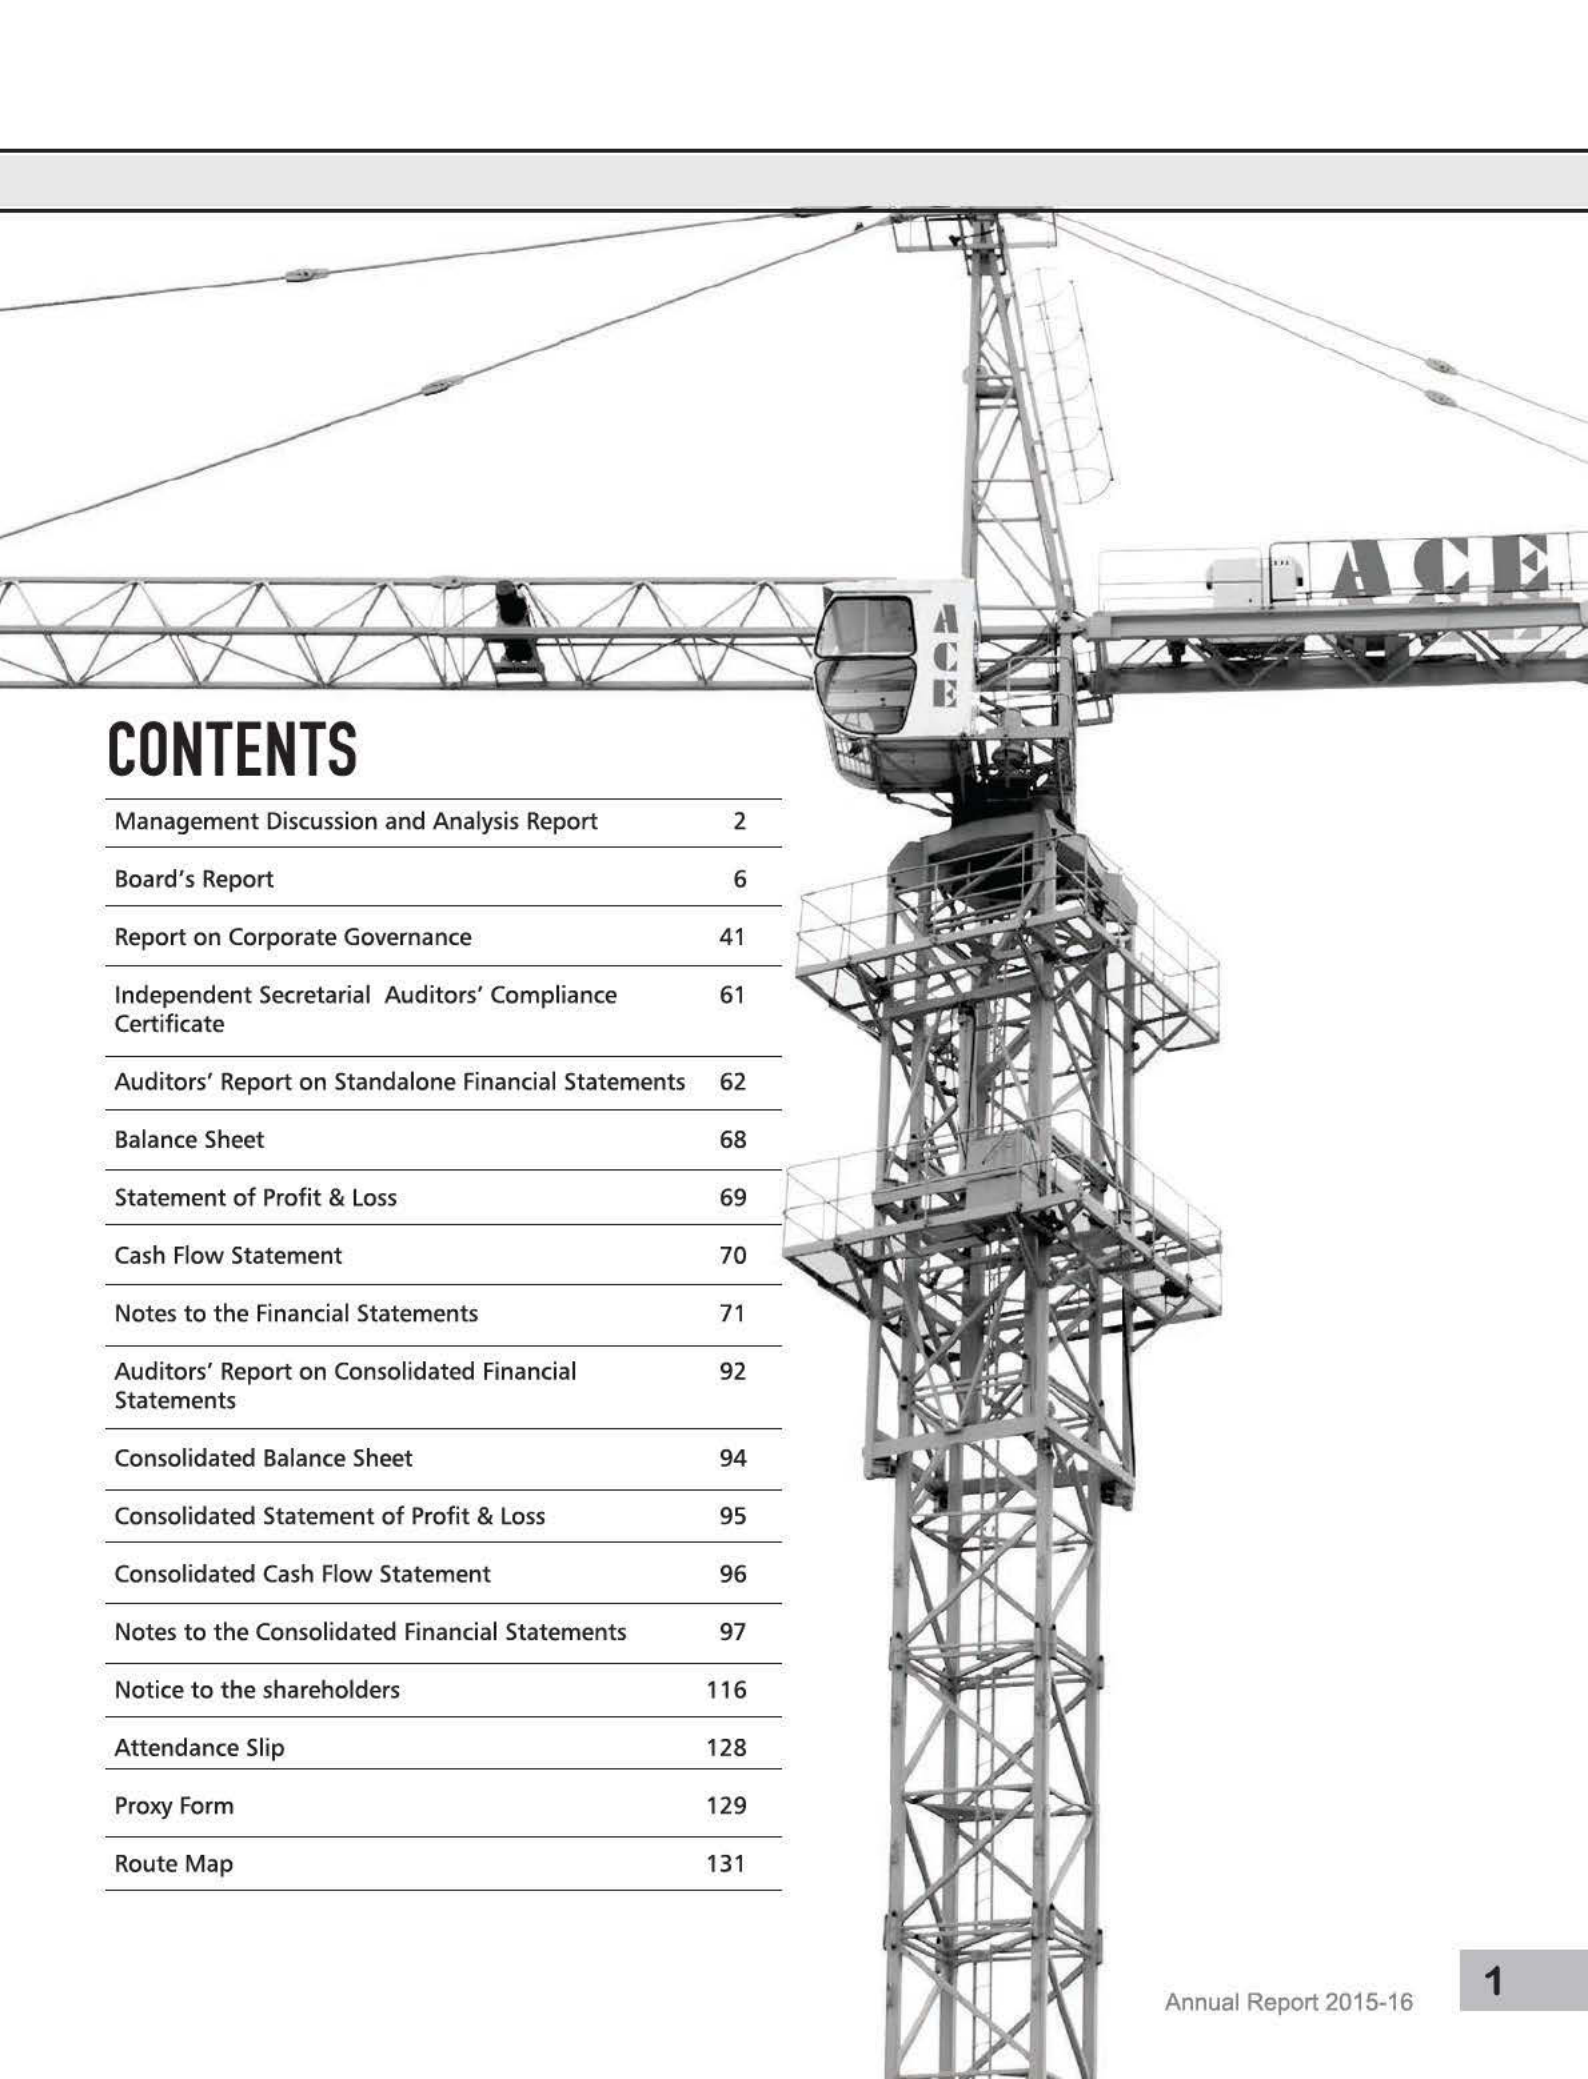 ACE
ACE
CONTENTS
Management Discussion and Analysis Report 2
Board's Report 6
Report on Corporate Governance 41
Independent Secretarial Auditors' Compliance 61
Certificate
Auditors' Report on Standalone Financial Statements 62
Balance Sheet 68
Statement of Profit & Loss 69
Cash Flow Statement 70
Notes to the Financial Statements 71
Auditors' Report on Consolidated Financial 92
Statements
Consolidated Balance Sheet 94
Consolidated Statement of Profit & Loss 95
Consolidated Cash Flow Statement 96
Notes to the Consolidated Financial Statements 97
Notice to the shareholders 116
Attendance Slip 128
Proxy Form 129
Route Map 131
Annual Report 2015-16 1